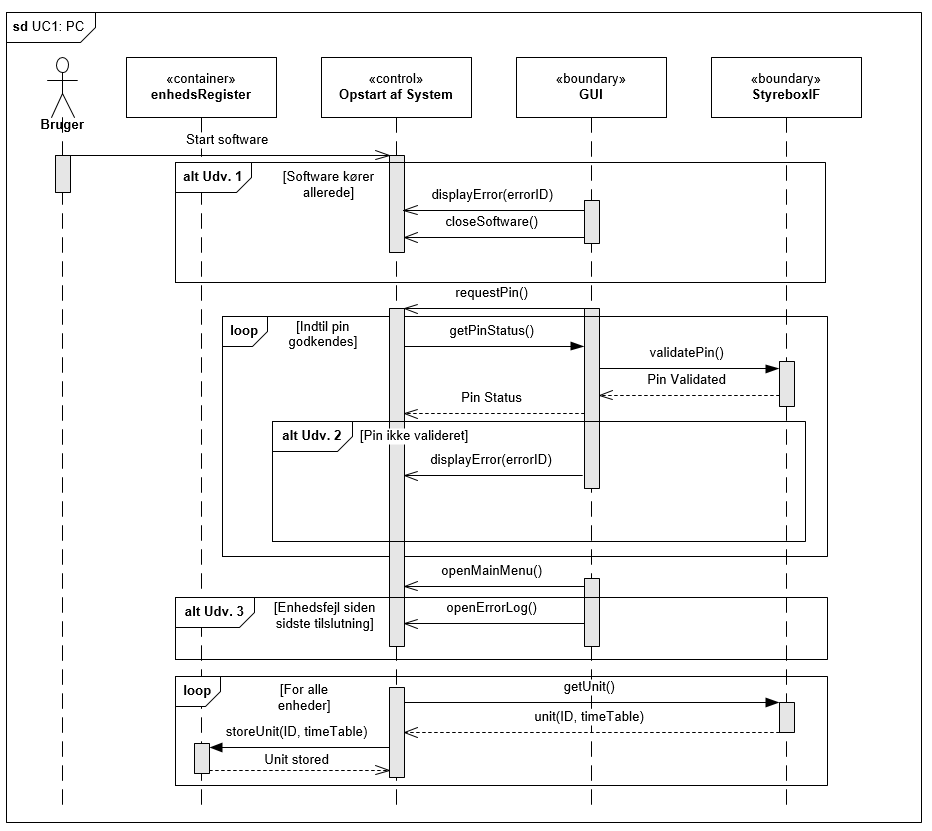 sd UC1: PC
«container»
enhedsRegister
«control»
Opstart af System
«boundary»
GUI
«boundary»
StyreboxIF
Bruger
Start software
alt Udv. 1
[Software kører
allerede]
displayError(errorID)
closeSoftware()
requestPin()
loop
[Indtil pin
godkendes]
getPinStatus()
validatePin()
Pin Validated
Pin Status
alt Udv. 2
[Pin ikke valideret]
displayError(errorID)
openMainMenu()
alt Udv. 3
[Enhedsfejl siden
sidste tilslutning]
openErrorLog()
loop
[For alle
enheder]
getUnit()
unit(ID, timeTable)
storeUnit(ID, timeTable)
Unit stored